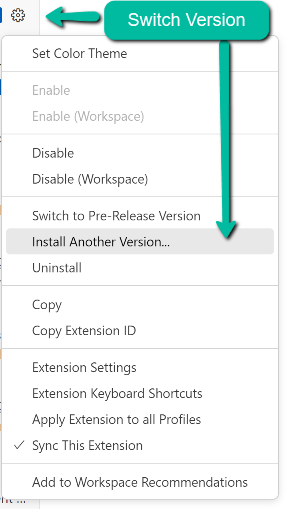 Switch Version
Set Color Theme
Enable
Enable (Workspace)
Disable
Disable (Workspace)
Switch to Pre-Release Version
Install Another Version...
Uninstall
Copy
Copy Extension ID
Extension Settings
Extension Keyboard Shortcuts
Apply Extension to all Profiles
✓ Sync This Extension
Add to Workspace Recommendations